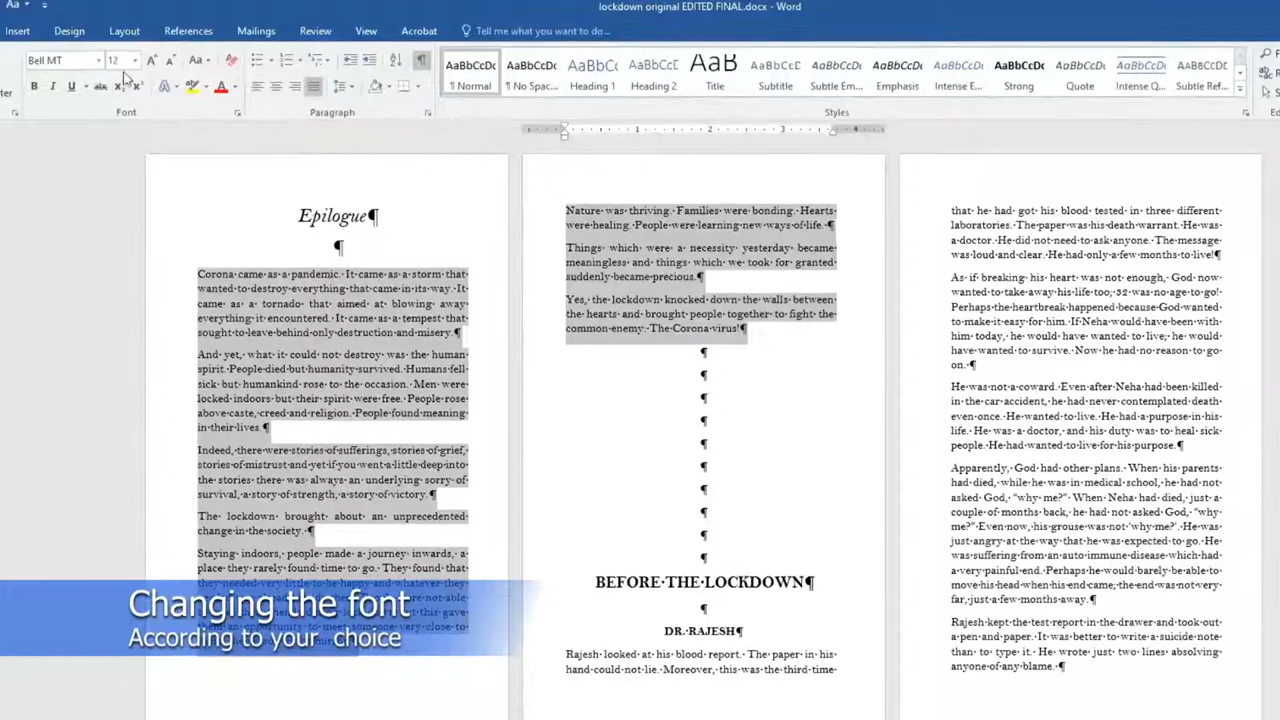 Aa
lockdown original EDITED FINAL.docx - Word
Insert Design Layout References Mailings Review View Acrobat Tell me what you want to do...
Bell MT 12 Aa
AaBbCcDc AaBbCcDc AaBbCc AaBbCcC AaB AaBbCcD AaBbCcDc AaBbCcDc AaBbCcDc AaBbCcDc AaBbCcDc AaBbCcDc AaBbCcDc
¶ Normal ¶ No Spac... Heading 1 Heading 2 Title Subtitle Subtle Em... Emphasis Intense E... Strong Quote Intense Q... Subtle Ref...
Font Paragraph Styles
1 2 3 4
Epilogue¶
¶
Corona came as a pandemic. It came as a storm that
wanted to destroy everything that came in its way. It
came as a tornado that aimed at blowing away
everything it encountered. It came as a tempest that
sought to leave behind only destruction and misery.¶
And yet, what it could not destroy was the human
spirit. People died but humanity survived. Humans fell
sick but humankind rose to the occasion. Men were
locked indoors but their spirit were free. People rose
above caste, creed and religion. People found meaning
in their lives.¶
Indeed, there were stories of sufferings, stories of grief,
stories of mistrust and yet if you went a little deep into
the stories there was always an underlying sorry of
survival, a story of strength, a story of victory.¶
The lockdown brought about an unprecedented
change in the society. ¶
Staying indoors, people made a journey inwards, a
place they rarely found time to go. They found that
they needed very little to be happy and whatever they
Changing the font
According to your choice
Nature was thriving. Families were bonding. Hearts
were healing. People were learning new ways of life. ¶
Things which were a necessity yesterday became
meaningless and things which we took for granted
suddenly became precious.¶
Yes, the lockdown knocked down the walls between
the hearts and brought people together to fight the
common enemy: The Corona virus!¶
¶
¶
¶
¶
¶
¶
¶
¶
¶
¶
BEFORE THE LOCKDOWN¶
¶
DR. RAJESH¶
Rajesh looked at his blood report. The paper in his
hand could not lie. Moreover, this was the third time
that he had got his blood tested in three different
laboratories. The paper was his death warrant. He was
a doctor. He did not need to ask anyone. The message
was loud and clear. He had only a few months to live!¶
As if breaking his heart was not enough, God now
wanted to take away his life too; 32 was no age to go!
Perhaps the heartbreak happened because God wanted
to make it easy for him. If Neha would have been with
him today, he would have wanted to live; he would
have wanted to survive. Now he had no reason to go
on. ¶
He was not a coward. Even after Neha had been killed
in the car accident, he had never contemplated death
even once. He wanted to live. He had a purpose in his
life. He was a doctor, and his duty was to heal sick
people. He had wanted to live for his purpose.¶
Apparently, God had other plans. When his parents
had died, while he was in medical school, he had not
asked God, “why me?” When Neha had died, just a
couple of months back, he had not asked God, “why
me?” Even now, his grouse was not ‘why me?’. He was
just angry at the way that he was expected to go. He
was suffering from an auto immune disease which had
a very painful end. Perhaps he would barely be able to
move his head when his end came; the end was not very
far, just a few months away.¶
Rajesh kept the test report in the drawer and took out
a pen and paper. It was better to write a suicide note
than to type it. He wrote just two lines absolving
anyone of any blame. ¶